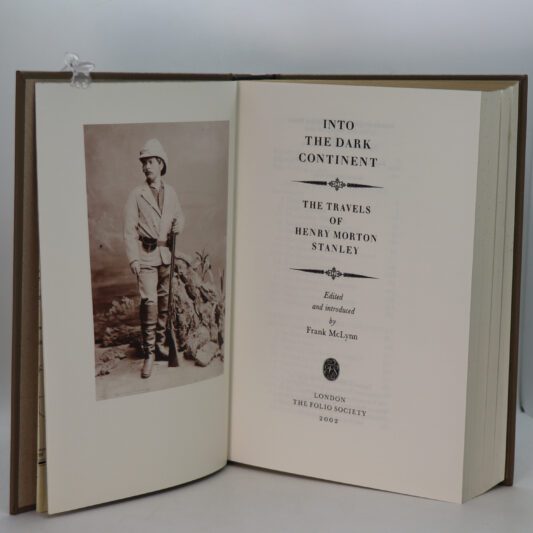 INTO
THE DARK
CONTINENT
THE TRAVELS
OF
HENRY MORTON
STANLEY
Edited
and introduced
by
Frank McLynn
LONDON
THE FOLIO SOCIETY
2002